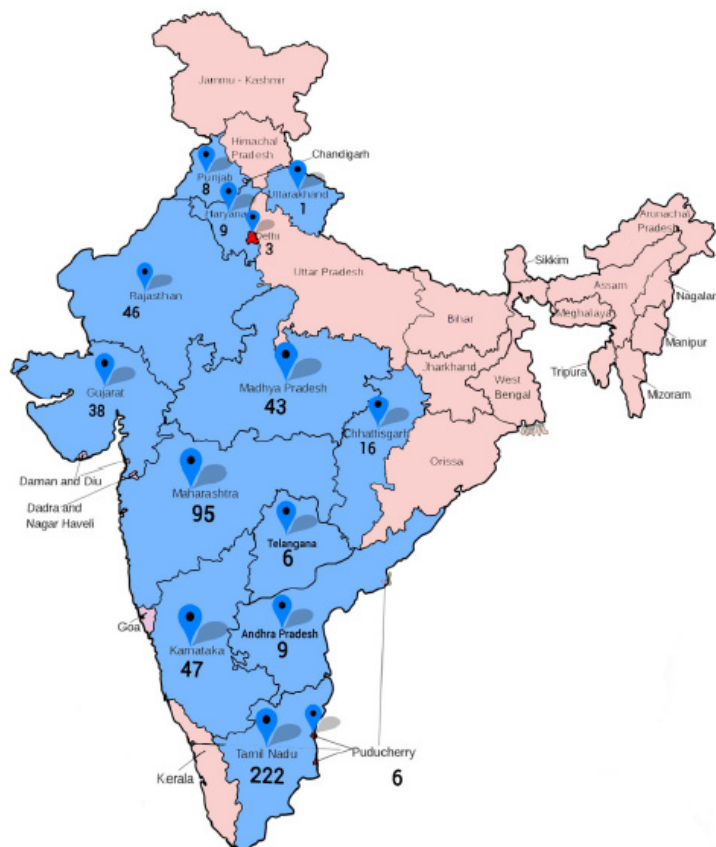 Jammu - Kashmir
Himachal
Pradesh
Chandigarh
Punjab
8
Uttarakhand
1
Haryana
9
Delhi
3
Arunachal
Pradesh
Sikkim
Assam
Nagalan
Meghalaya
Manipur
Tripura
Mizoram
Uttar Pradesh
Bihar
Jharkhand
West
Bengal
Rajasthan
46
Gujarat
38
Madhya Pradesh
43
Chhattisgarh
16
Orissa
Daman and Diu
Dadra and
Nagar Haveli
Maharashtra
95
Telangana
6
Goa
Karnataka
47
Andhra Pradesh
9
Kerala
Tamil Nadu
222
Puducherry
6